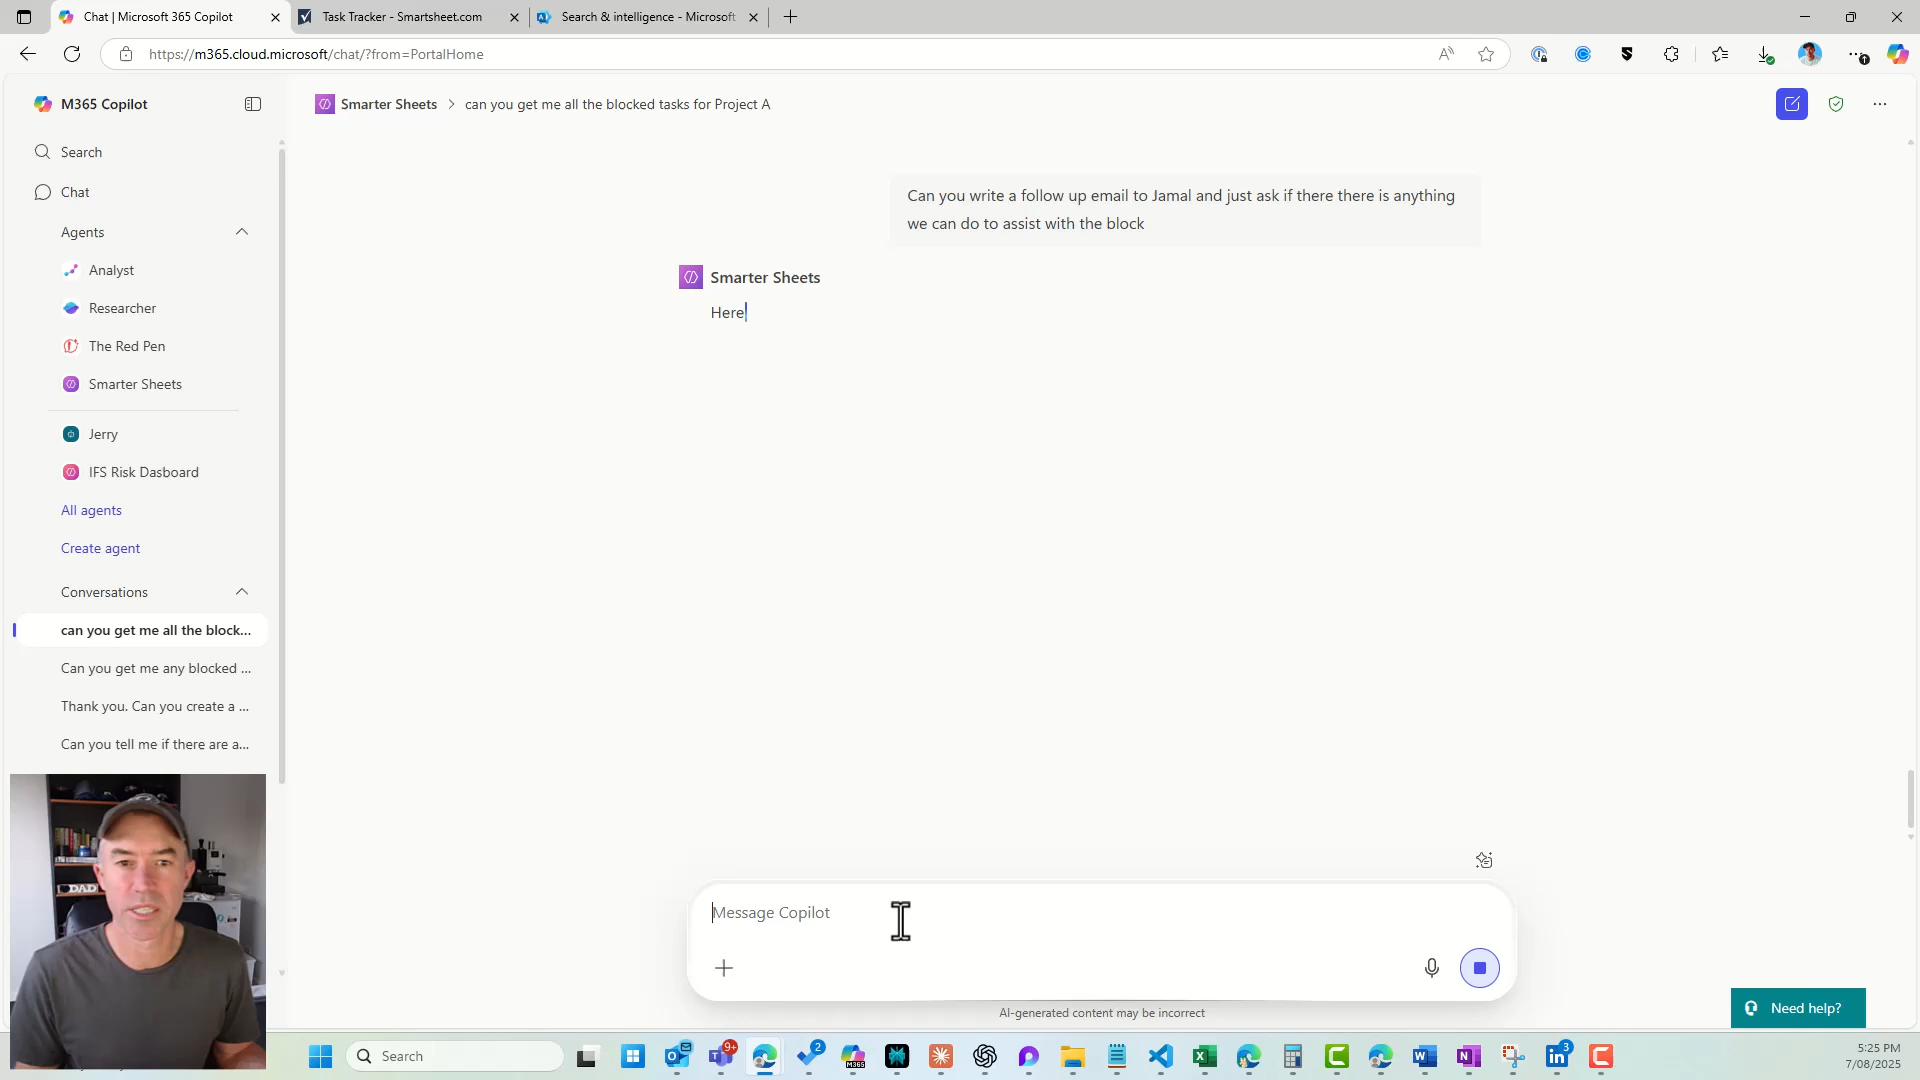 Chat | Microsoft 365 Copilot
Task Tracker - Smartsheet.com
Search & intelligence - Microsoft
https://m365.cloud.microsoft/chat/?from=PortalHome
M365 Copilot
Smarter Sheets > can you get me all the blocked tasks for Project A
Search
Chat
Agents
Analyst
Researcher
The Red Pen
Smarter Sheets
Jerry
IFS Risk Dasboard
All agents
Create agent
Conversations
can you get me all the block...
Can you get me any blocked ...
Thank you. Can you create a ...
Can you tell me if there are a...
Can you write a follow up email to Jamal and just ask if there there is anything
we can do to assist with the block
Smarter Sheets
Here
DAD
Message Copilot
AI-generated content may be incorrect
Need help?
Search
9+
2
M365
3
5:25 PM
7/08/2025